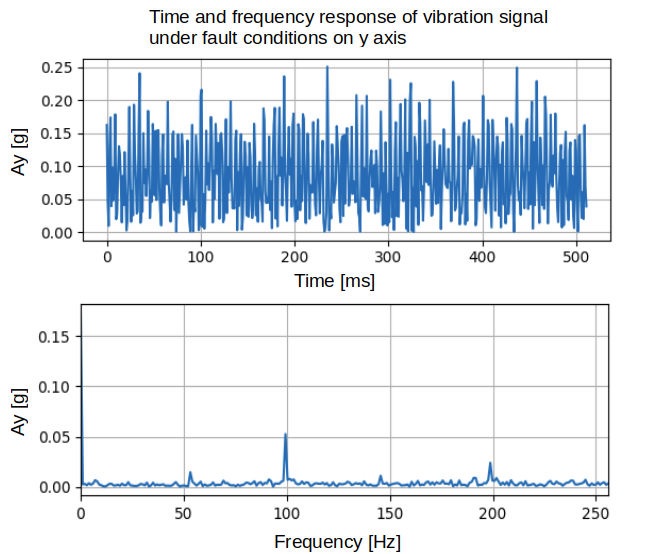 Time and frequency response of vibration signal
under fault conditions on y axis
0.25
0.20
0.15
0.10
0.05
0.00
Ay [g]
0 100 200 300 400 500
Time [ms]
0.15
0.10
0.05
0.00
Ay [g]
0 50 100 150 200 250
Frequency [Hz]